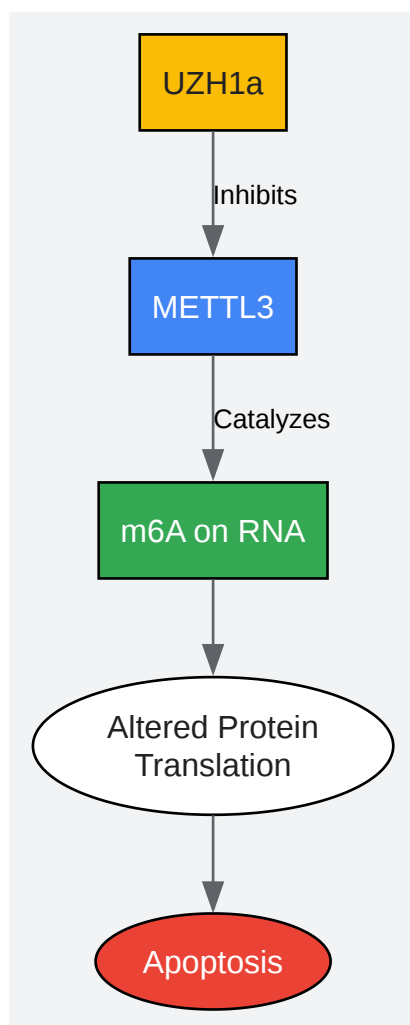 UZH1a
Inhibits
METTL3
Catalyzes
m6A on RNA
Altered Protein
Translation
Apoptosis